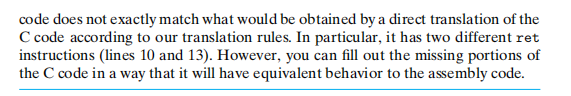 code does not exactly match what would be obtained by a direct translation of the
C code according to our translation rules. In particular, it has two different ret
instructions (lines 10 and 13). However, you can fill out the missing portions of
the C code in a way that it will have equivalent behavior to the assembly code.